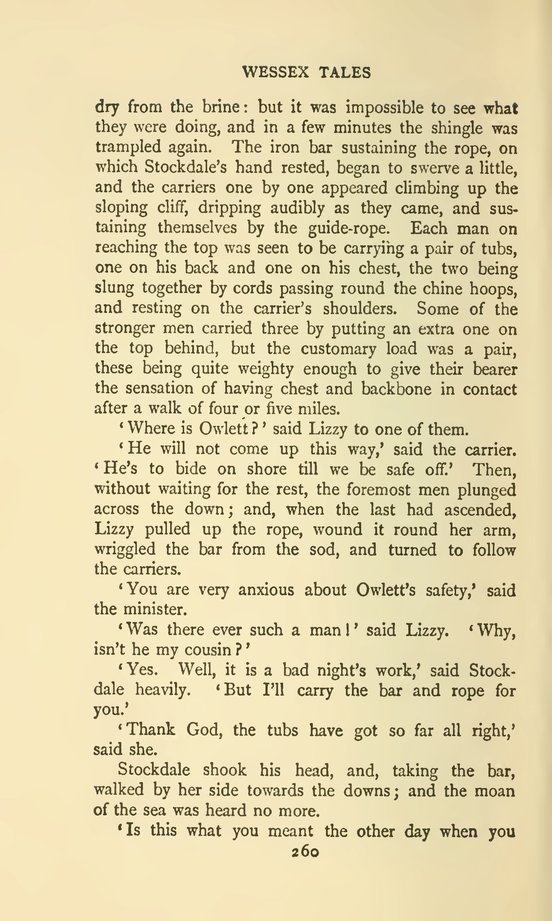 WESSEX TALES
dry from the brine: but it was impossible to see what
they were doing, and in a few minutes the shingle was
trampled again. The iron bar sustaining the rope, on
which Stockdale's hand rested, began to swerve a little,
and the carriers one by one appeared climbing up the
sloping cliff, dripping audibly as they came, and sus-
taining themselves by the guide-rope. Each man on
reaching the top was seen to be carrying a pair of tubs,
one on his back and one on his chest, the two being
slung together by cords passing round the chine hoops,
and resting on the carrier's shoulders. Some of the
stronger men carried three by putting an extra one on
the top behind, but the customary load was a pair,
these being quite weighty enough to give their bearer
the sensation of having chest and backbone in contact
after a walk of four or five miles.
‘Where is Owlett?’ said Lizzy to one of them.
‘He will not come up this way,’ said the carrier.
‘He's to bide on shore till we be safe off.’ Then,
without waiting for the rest, the foremost men plunged
across the down; and, when the last had ascended,
Lizzy pulled up the rope, wound it round her arm,
wriggled the bar from the sod, and turned to follow
the carriers.
‘You are very anxious about Owlett's safety,’ said
the minister.
‘Was there ever such a man!’ said Lizzy. ‘Why,
isn't he my cousin?’
‘Yes. Well, it is a bad night's work,’ said Stock-
dale heavily. ‘But I'll carry the bar and rope for
you.’
‘Thank God, the tubs have got so far all right,’
said she.
Stockdale shook his head, and, taking the bar,
walked by her side towards the downs; and the moan
of the sea was heard no more.
‘Is this what you meant the other day when you
260